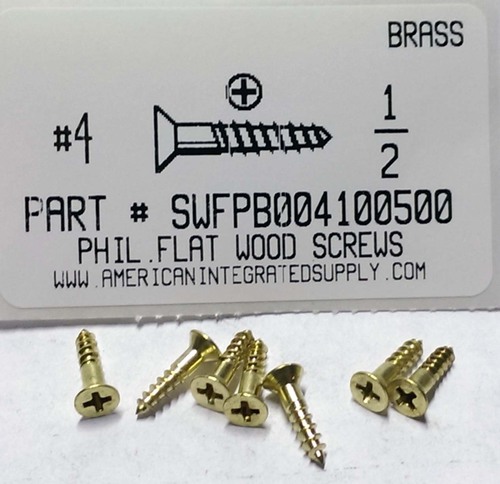 BRASS
#4
1
2
PART # SWFPB004100500
PHIL.FLAT WOOD SCREWS
WWW.AMERICANINTEGRATEDSUPPLY.COM